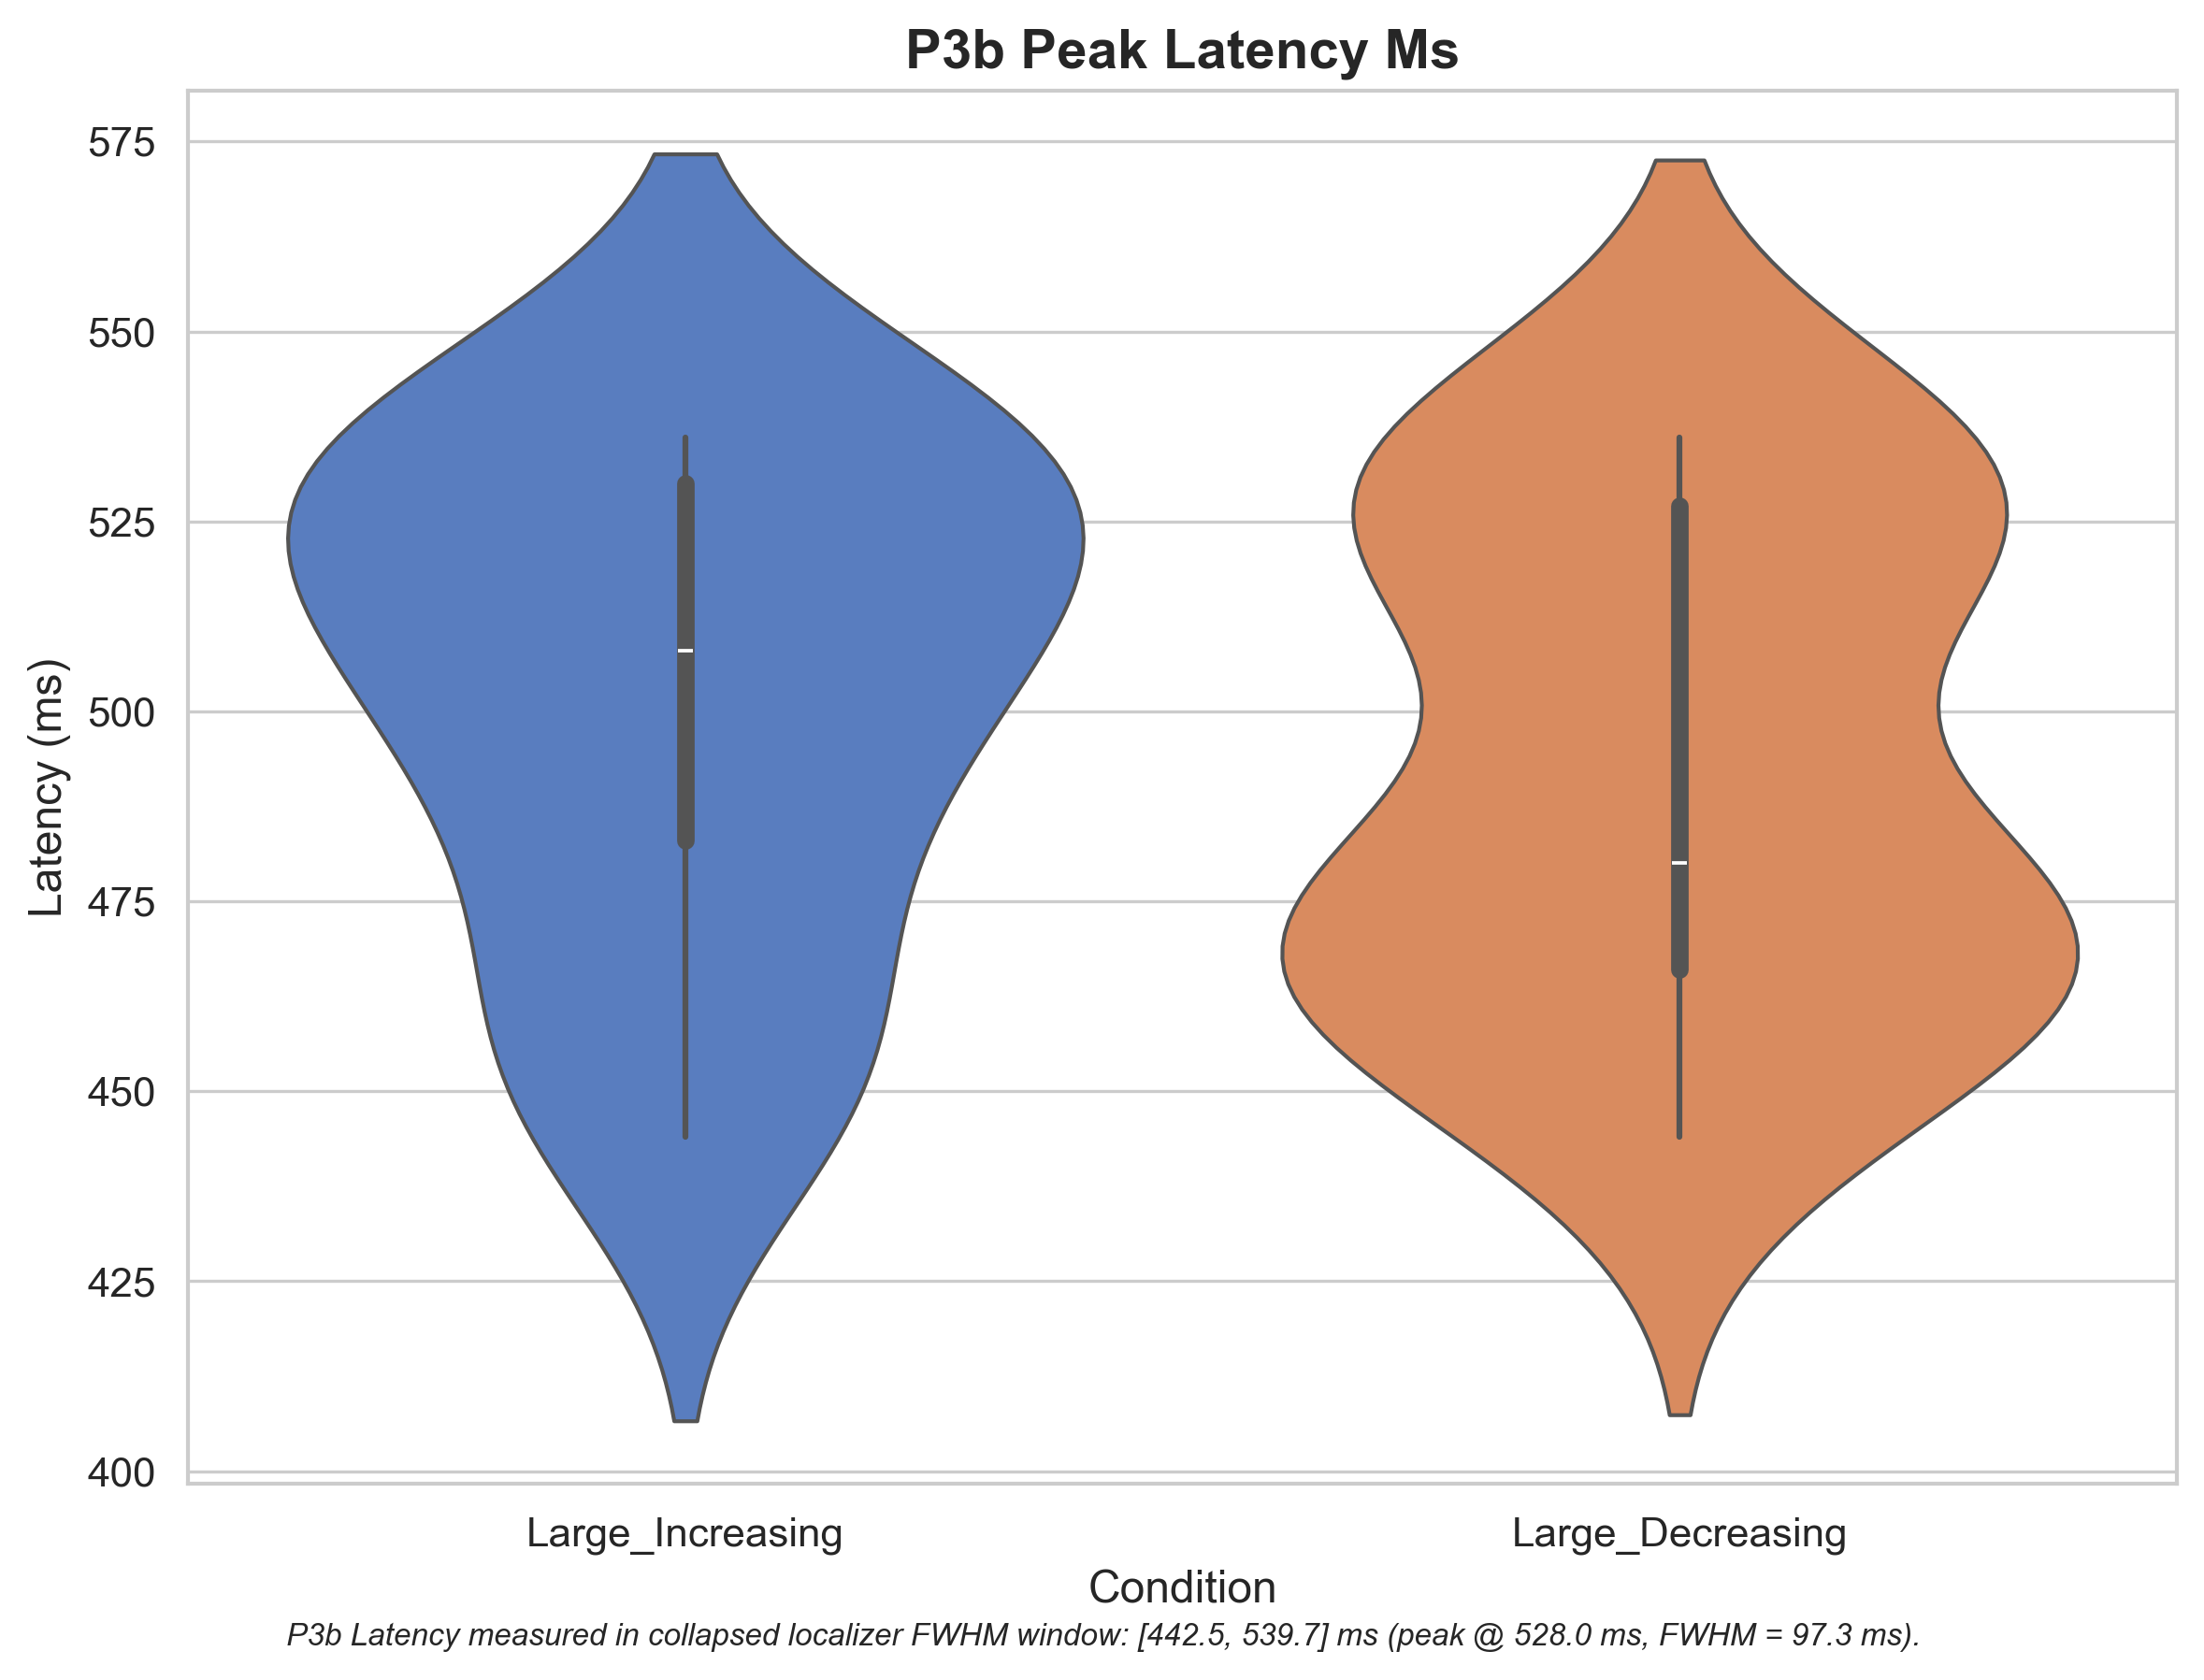 P3b Peak Latency Ms
575
550
525
500
475
450
425
400
Latency (ms)
Large_Increasing
Large_Decreasing
Condition
P3b Latency measured in collapsed localizer FWHM window: [442.5, 539.7] ms (peak @ 528.0 ms, FWHM = 97.3 ms).